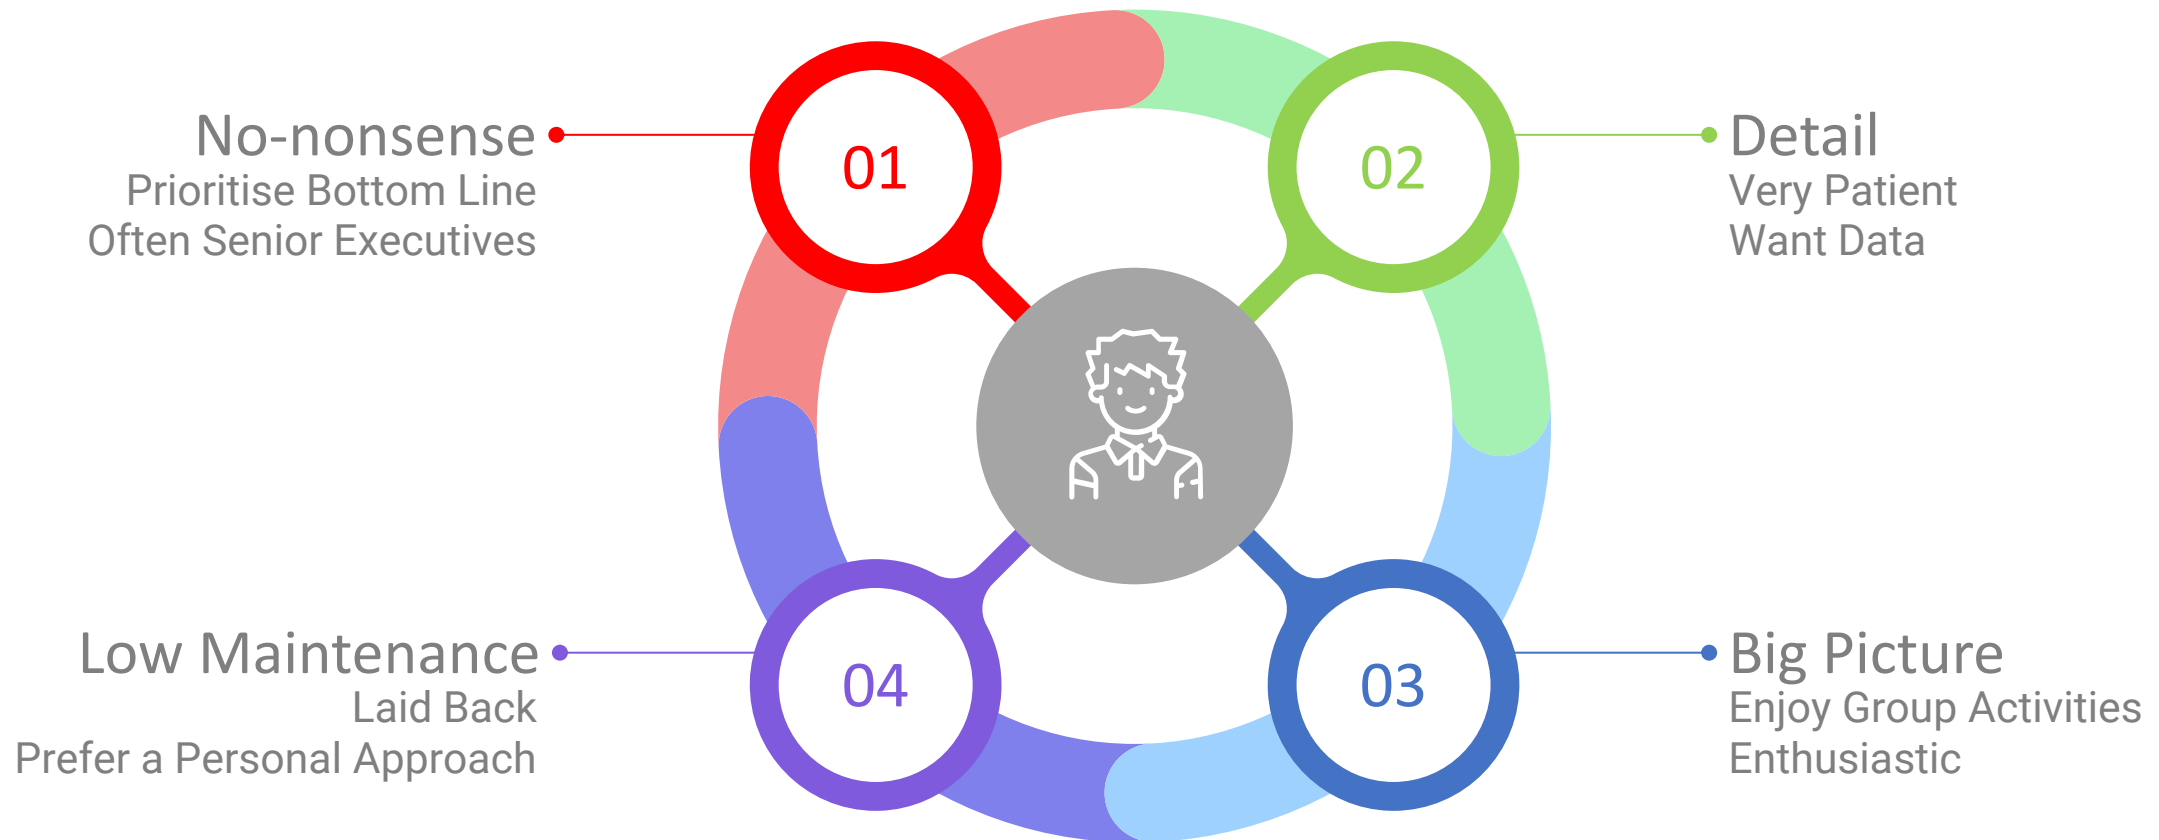 No-nonsense
Prioritise Bottom Line
Often Senior Executives
01
02
Detail
Very Patient
Want Data
Low Maintenance
Laid Back
Prefer a Personal Approach
04
03
Big Picture
Enjoy Group Activities
Enthusiastic